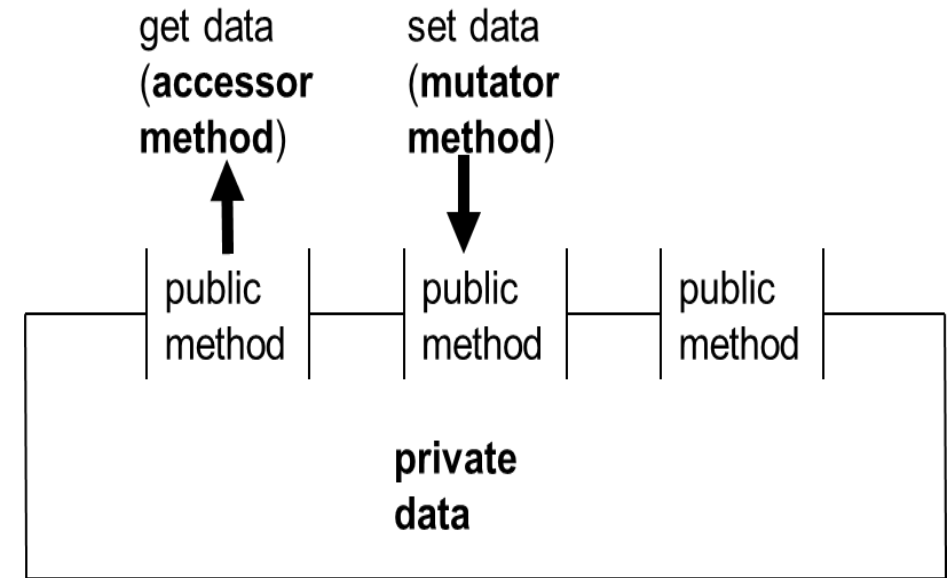 get data
(accessor
method)
set data
(mutator
method)
public
method
public
method
public
method
private
data